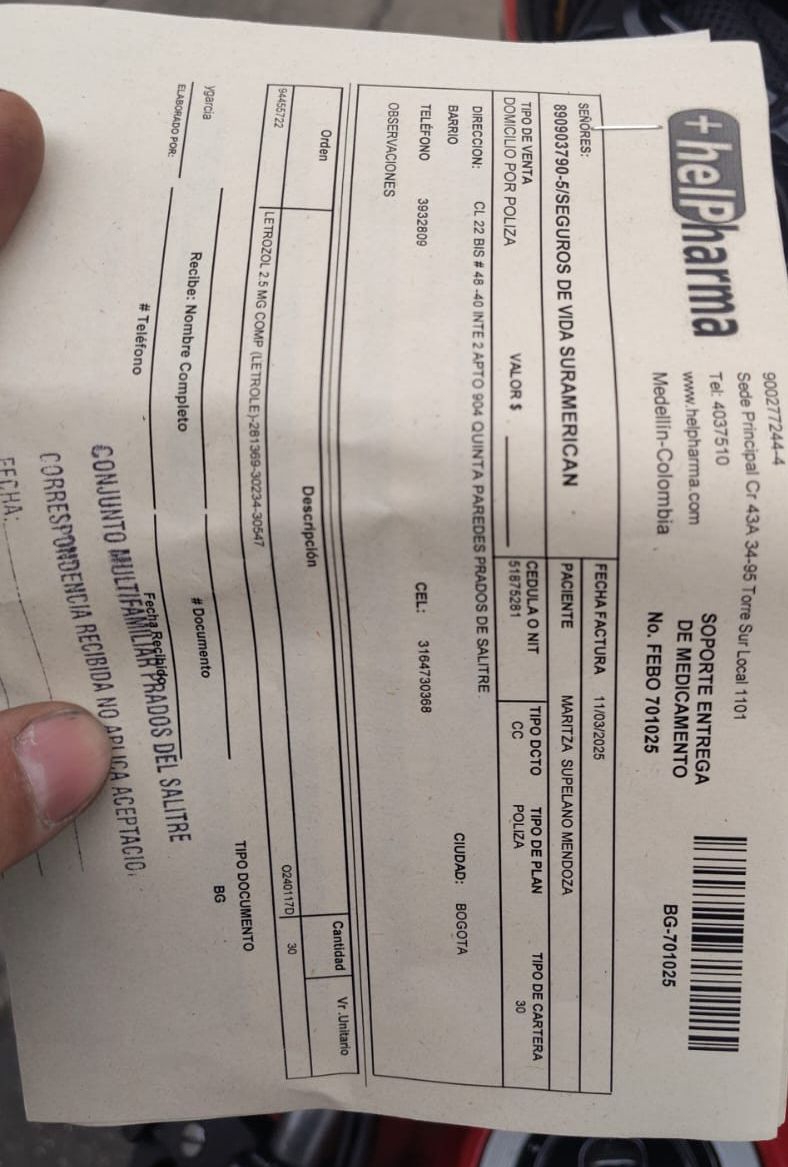 + helPharma
900277244-4
Sede Principal Cr 43A 34-95 Torre Sur Local 1101
Tel: 4037510
www.helpharma.com
Medellín-Colombia
SOPORTE ENTREGA
DE MEDICAMENTO
No. FEBO 701025
BG-701025
SEÑORES:
890903790-5/SEGUROS DE VIDA SURAMERICAN
FECHA FACTURA 11/03/2025
PACIENTE MARITZA SUPELANO MENDOZA
TIPO DE VENTA
DOMICILIO POR POLIZA
VALOR $
CEDULA O NIT
51875281
TIPO DCTO
CC
TIPO DE PLAN
POLIZA
TIPO DE CARTERA
30
DIRECCION: CL 22 BIS # 48 -40 INTE 2 APTO 904 QUINTA PAREDES PRADOS DE SALITRE
BARRIO
CIUDAD: BOGOTA
TELÉFONO 3932809 CEL: 3164730368
OBSERVACIONES
Orden Descripción Cantidad Vr .Unitario
94455722 LETROZOL 2.5 MG COMP (LETROLE)-281369-30234-30547 O240117D 30
ygarcia
ELABORADO POR:
Recibe: Nombre Completo
# Documento
TIPO DOCUMENTO
BG
# Teléfono
Fecha Recibido
CONJUNTO MULTIFAMILIAR PRADOS DEL SALITRE
CORRESPONDENCIA RECIBIDA NO APLICA ACEPTACIO
FECHA: